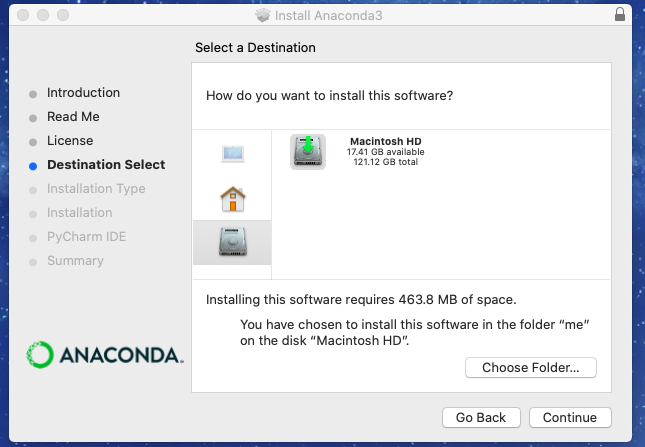 Install Anaconda3
Select a Destination
Introduction
Read Me
License
Destination Select
Installation Type
Installation
PyCharm IDE
Summary
ANACONDA.
How do you want to install this software?
Macintosh HD
17.41 GB available
121.12 GB total
Installing this software requires 463.8 MB of space.
You have chosen to install this software in the folder “me”
on the disk “Macintosh HD”.
Choose Folder...
Go Back
Continue